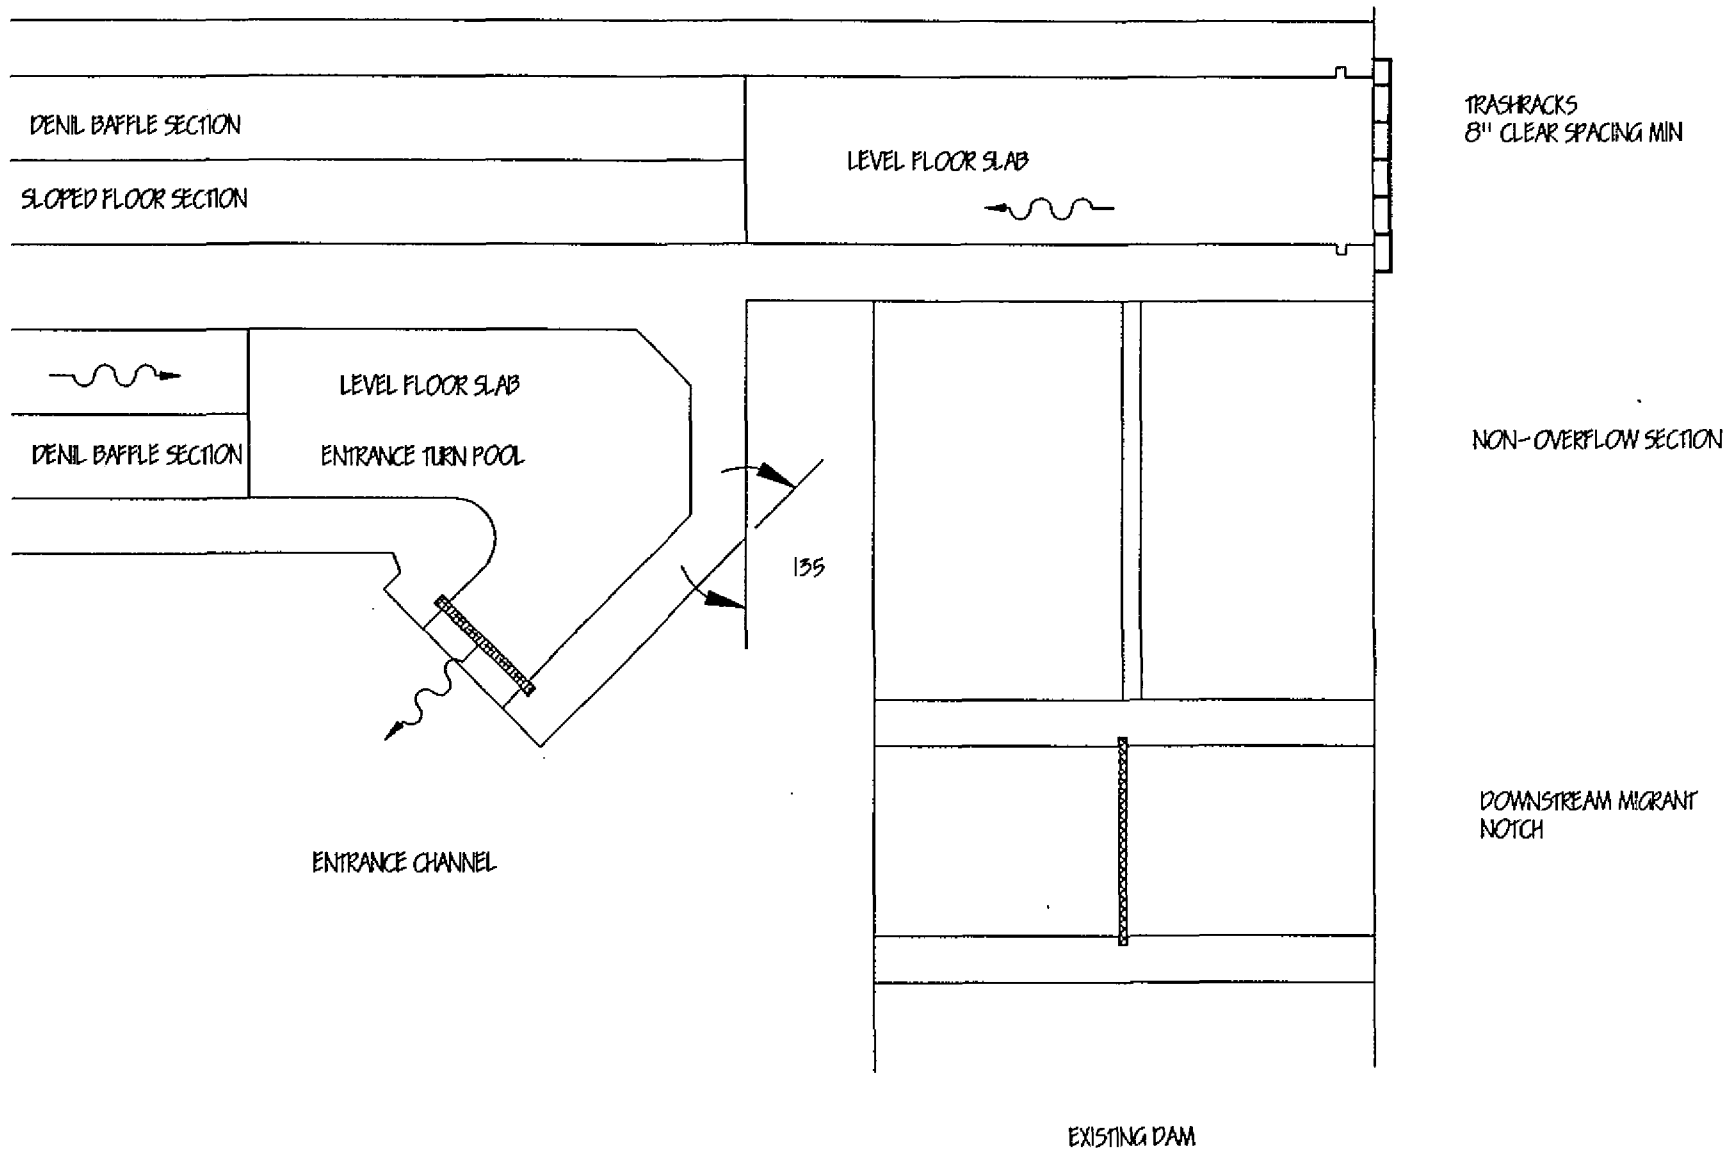 DENIL BAFFLE SECTION
SLOPED FLOOR SECTION
LEVEL FLOOR SLAB
TRASHRACKS
8" CLEAR SPACING MIN
LEVEL FLOOR SLAB
DENIL BAFFLE SECTION
ENTRANCE TURN POOL
NON-OVERFLOW SECTION
135
DOWNSTREAM MIGRANT
NOTCH
ENTRANCE CHANNEL
EXISTING DAM